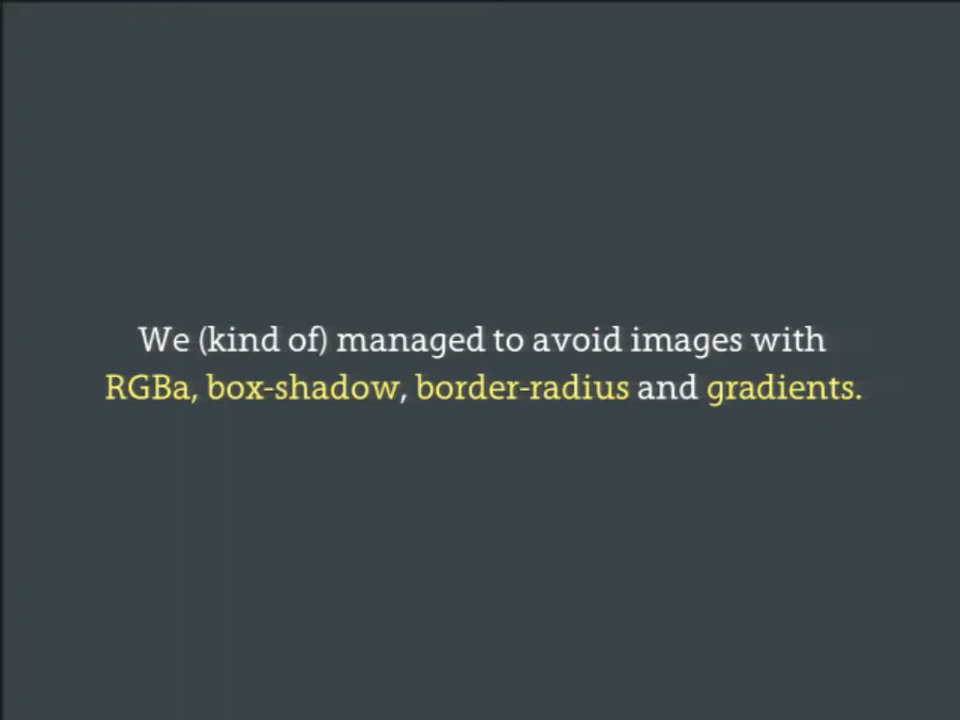 We (kind of) managed to avoid images with
RGBa, box-shadow, border-radius and gradients.